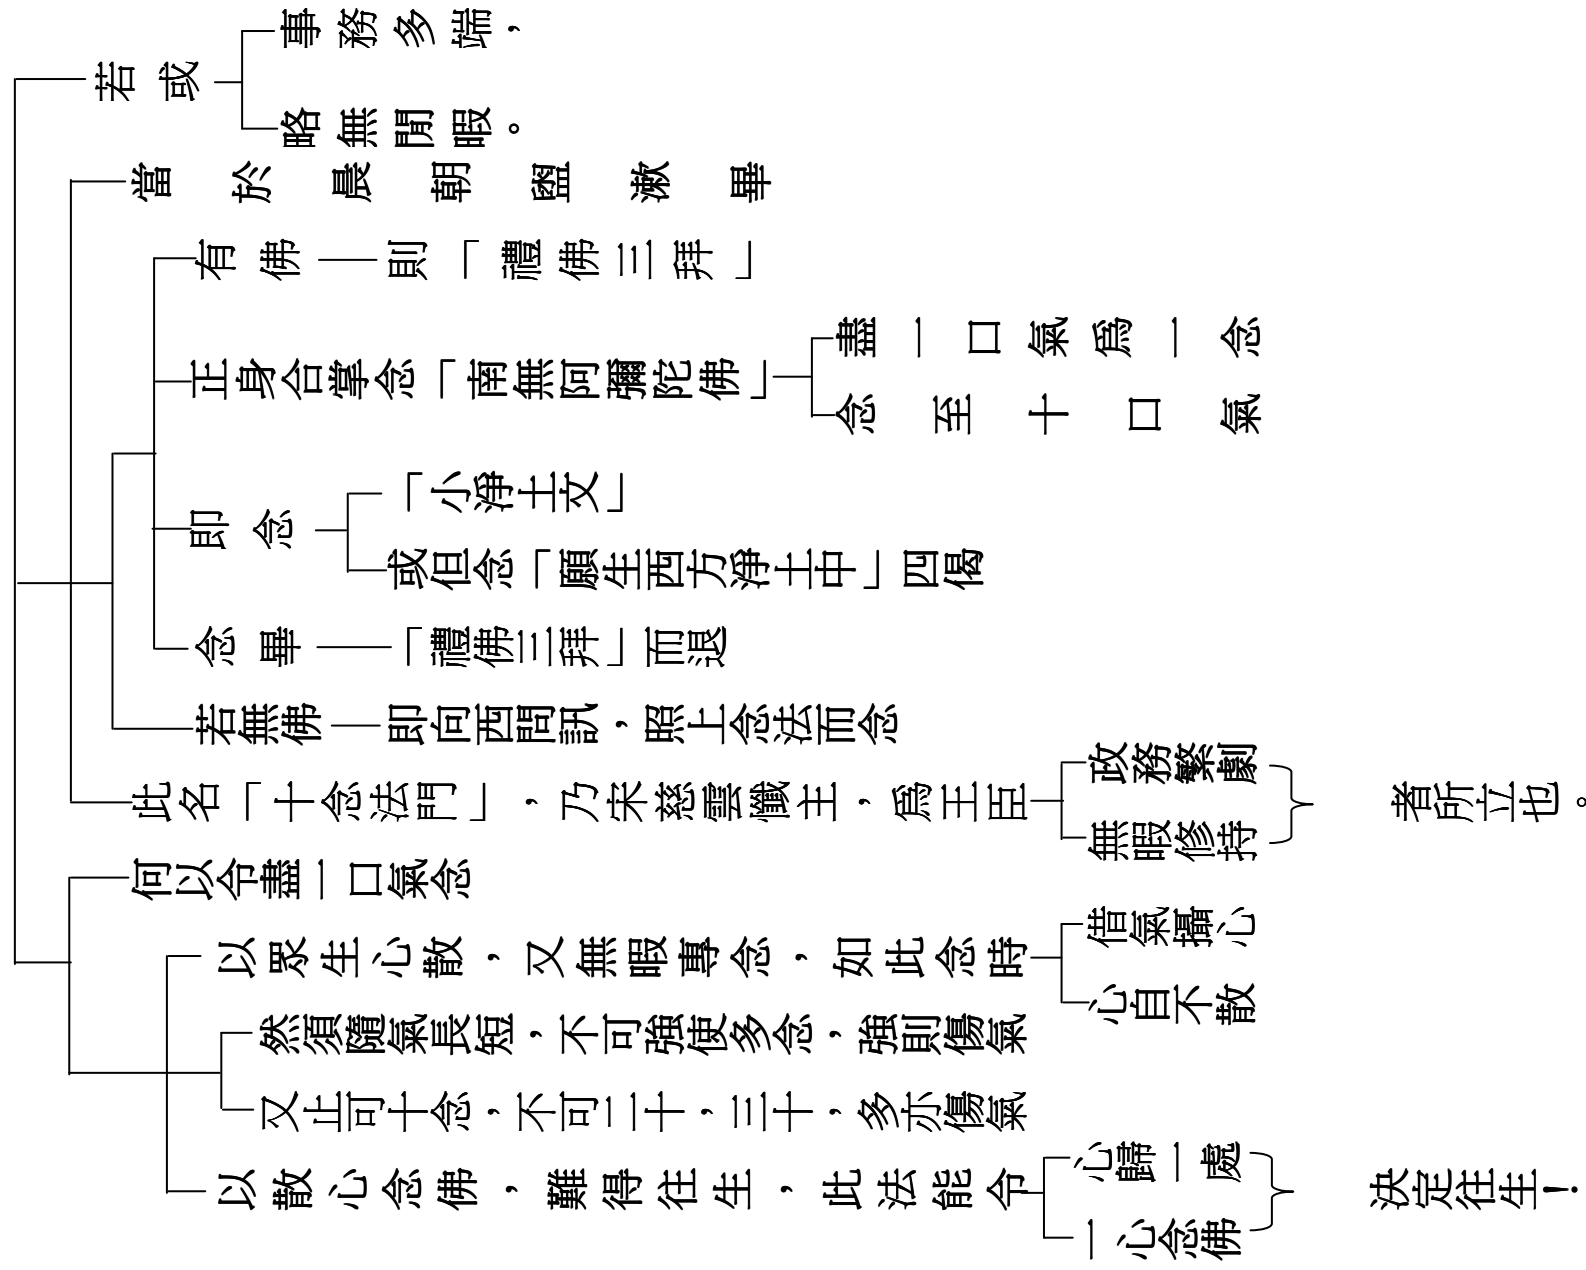 若或
事務多端，
略無閒暇。
當於晨朝盥漱畢
有佛
則「禮佛三拜」
正身合掌念「南無阿彌陀佛」
盡一口氣爲一念
念至十口氣
即念
「小淨土文」
或但念「願生西方淨土中」四偈
念畢
「禮佛三拜」而退
若無佛
即向西問訊，照上念法而念
此名「十念法門」，乃宋慈雲懺主，爲王臣
政務繁劇
無暇修持
者所立也。
何以令盡一口氣念
以眾生心散，又無暇專念，如此念時
借氣攝心
心自不散
然須隨氣長短，不可強使多念，強則傷氣
又止可十念，不可二十，三十，多亦傷氣
以散心念佛，難得往生，此法能令
心歸一處
一心念佛
決定往生！